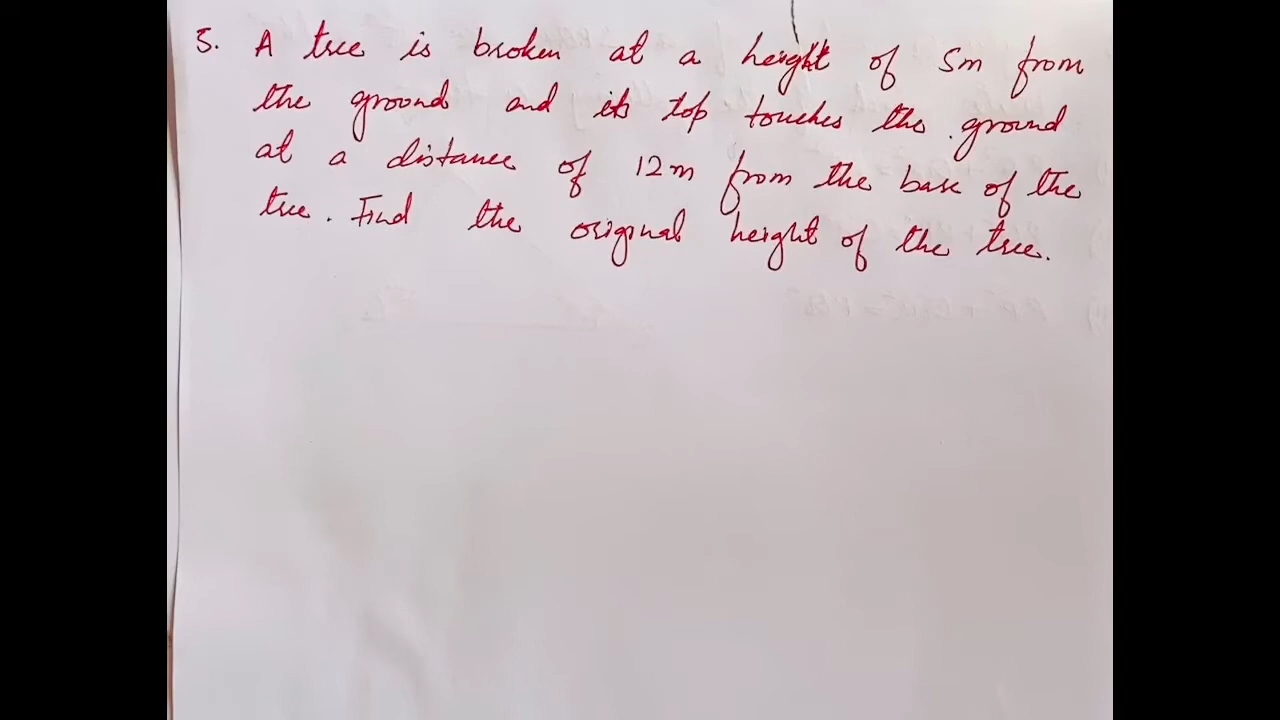 5. A tree is broken at a height of 5m from
the ground and its top touches the ground
at a distance of 12m from the base of the
tree. Find the original height of the tree.